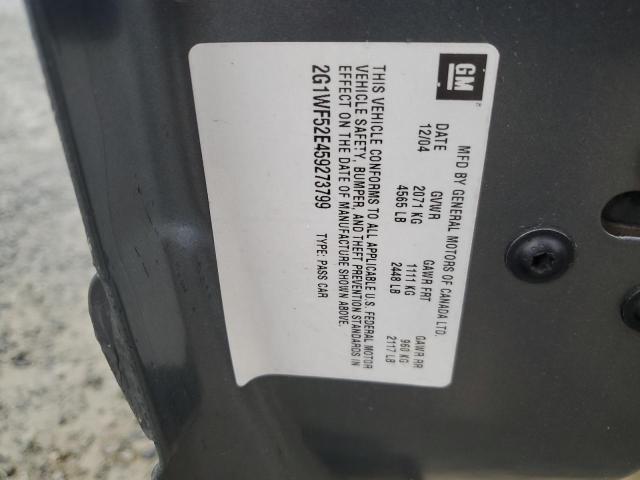 GM
MFD BY GENERAL MOTORS OF CANADA LTD.
DATE GVWR GAWR FRT GAWR RR
12/04 2071 KG 1111 KG 960 KG
4565 LB 2448 LB 2117 LB
THIS VEHICLE CONFORMS TO ALL APPLICABLE U.S. FEDERAL MOTOR
VEHICLE SAFETY, BUMPER, AND THEFT PREVENTION STANDARDS IN
EFFECT ON THE DATE OF MANUFACTURE SHOWN ABOVE.
2G1WF52E459273799 TYPE: PASS CAR